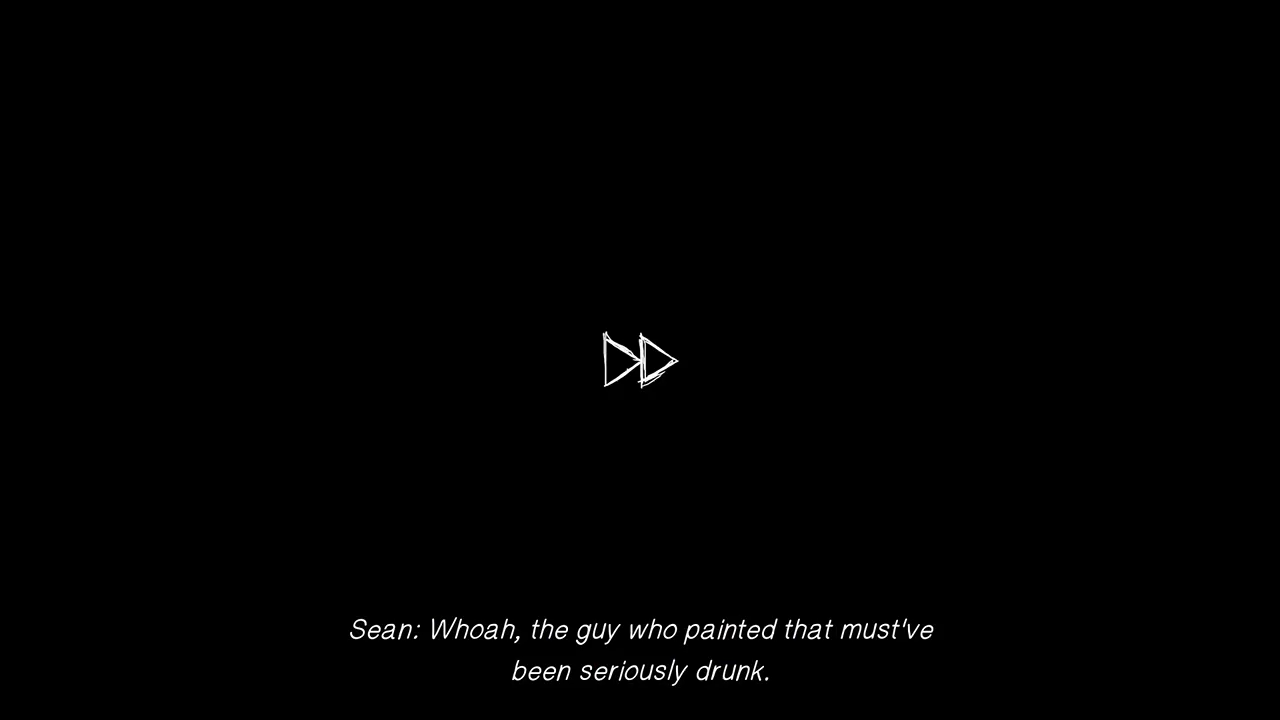 Sean: Whoah, the guy who painted that must've
been seriously drunk.